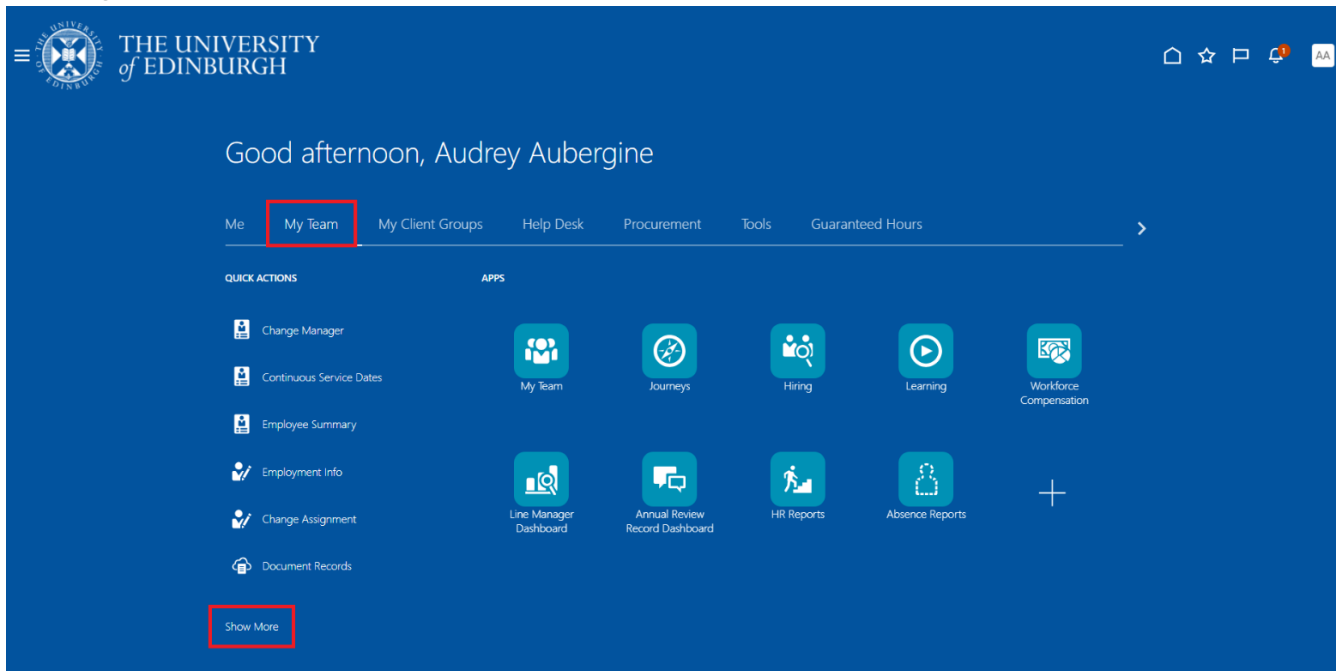 THE UNIVERSITY
of EDINBURGH
1
AA
Good afternoon, Audrey Aubergine
Me My Team My Client Groups Help Desk Procurement Tools Guaranteed Hours
QUICK ACTIONS
APPS
Change Manager
Continuous Service Dates
Employee Summary
Employment Info
Change Assignment
Document Records
Show More
My Team
Journeys
Hiring
Learning
Workforce
Compensation
Line Manager
Dashboard
Annual Review
Record Dashboard
HR Reports
Absence Reports